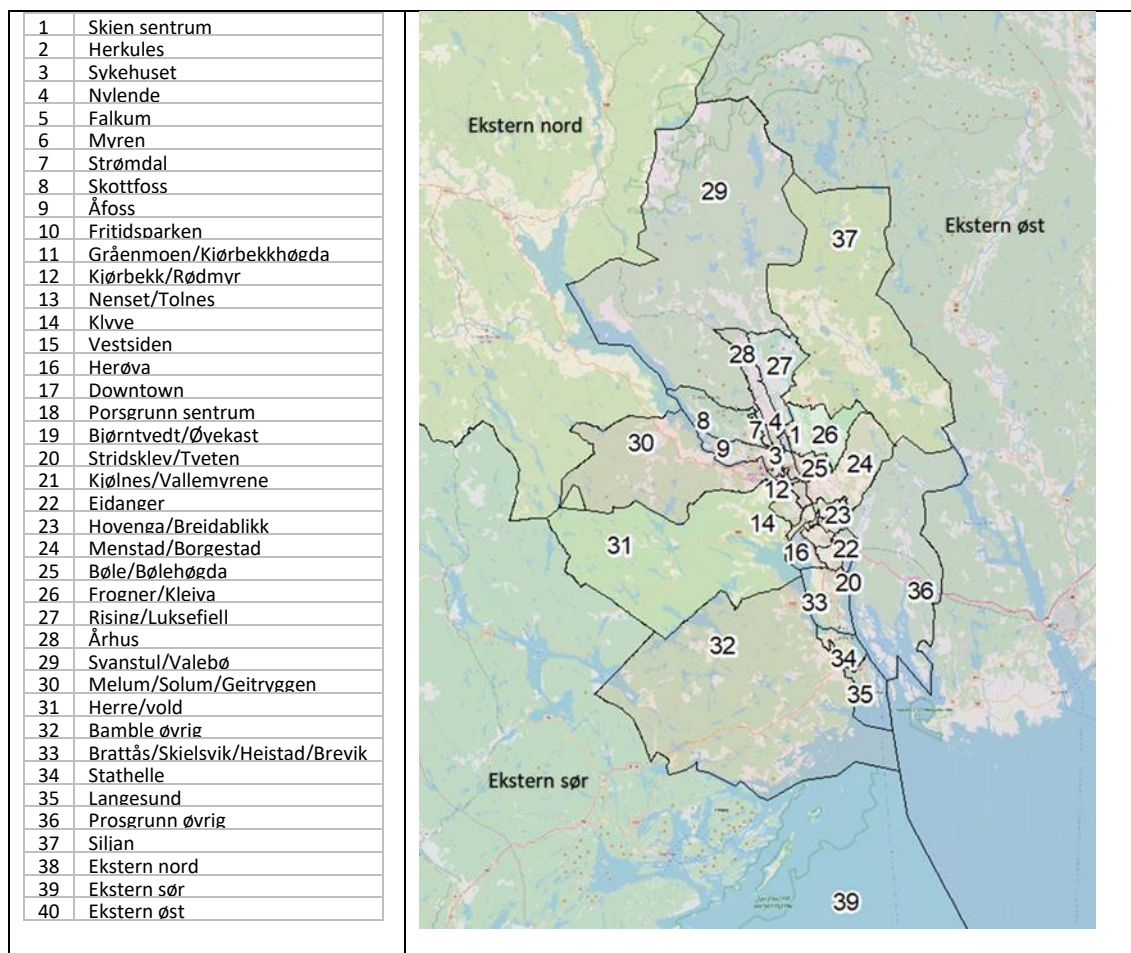 1 Skien sentrum
2 Herkules
3 Sykehuset
4 Nylende
5 Falkum
6 Myren
7 Strømdal
8 Skottfoss
9 Åfoss
10 Fritidsparken
11 Gråenmoen/Kjørbekkhøgda
12 Kjørbekk/Rødmyr
13 Nenset/Tolnes
14 Klyve
15 Vestsiden
16 Herøya
17 Downtown
18 Porsgrunn sentrum
19 Bjørntvedt/Øvekast
20 Stridsklev/Tveten
21 Kjølnes/Vallemyrene
22 Eidanger
23 Hovenga/Breidablikk
24 Menstad/Borgestad
25 Bøle/Bølehøgda
26 Frogner/Kleiva
27 Rising/Luksefjell
28 Århus
29 Svanstul/Valebø
30 Melum/Solum/Geitryggen
31 Herre/vold
32 Bamble øvrig
33 Brattås/Skjelsvik/Heistad/Brevik
34 Stathelle
35 Langesund
36 Prosgrunn øvrig
37 Siljan
38 Ekstern nord
39 Ekstern sør
40 Ekstern øst
Ekstern nord
29
Ekstern øst
37
28
27
8
7
4
1
26
30
9
3
25
24
12
14
23
31
16
22
20
36
33
32
34
35
Ekstern sør
39